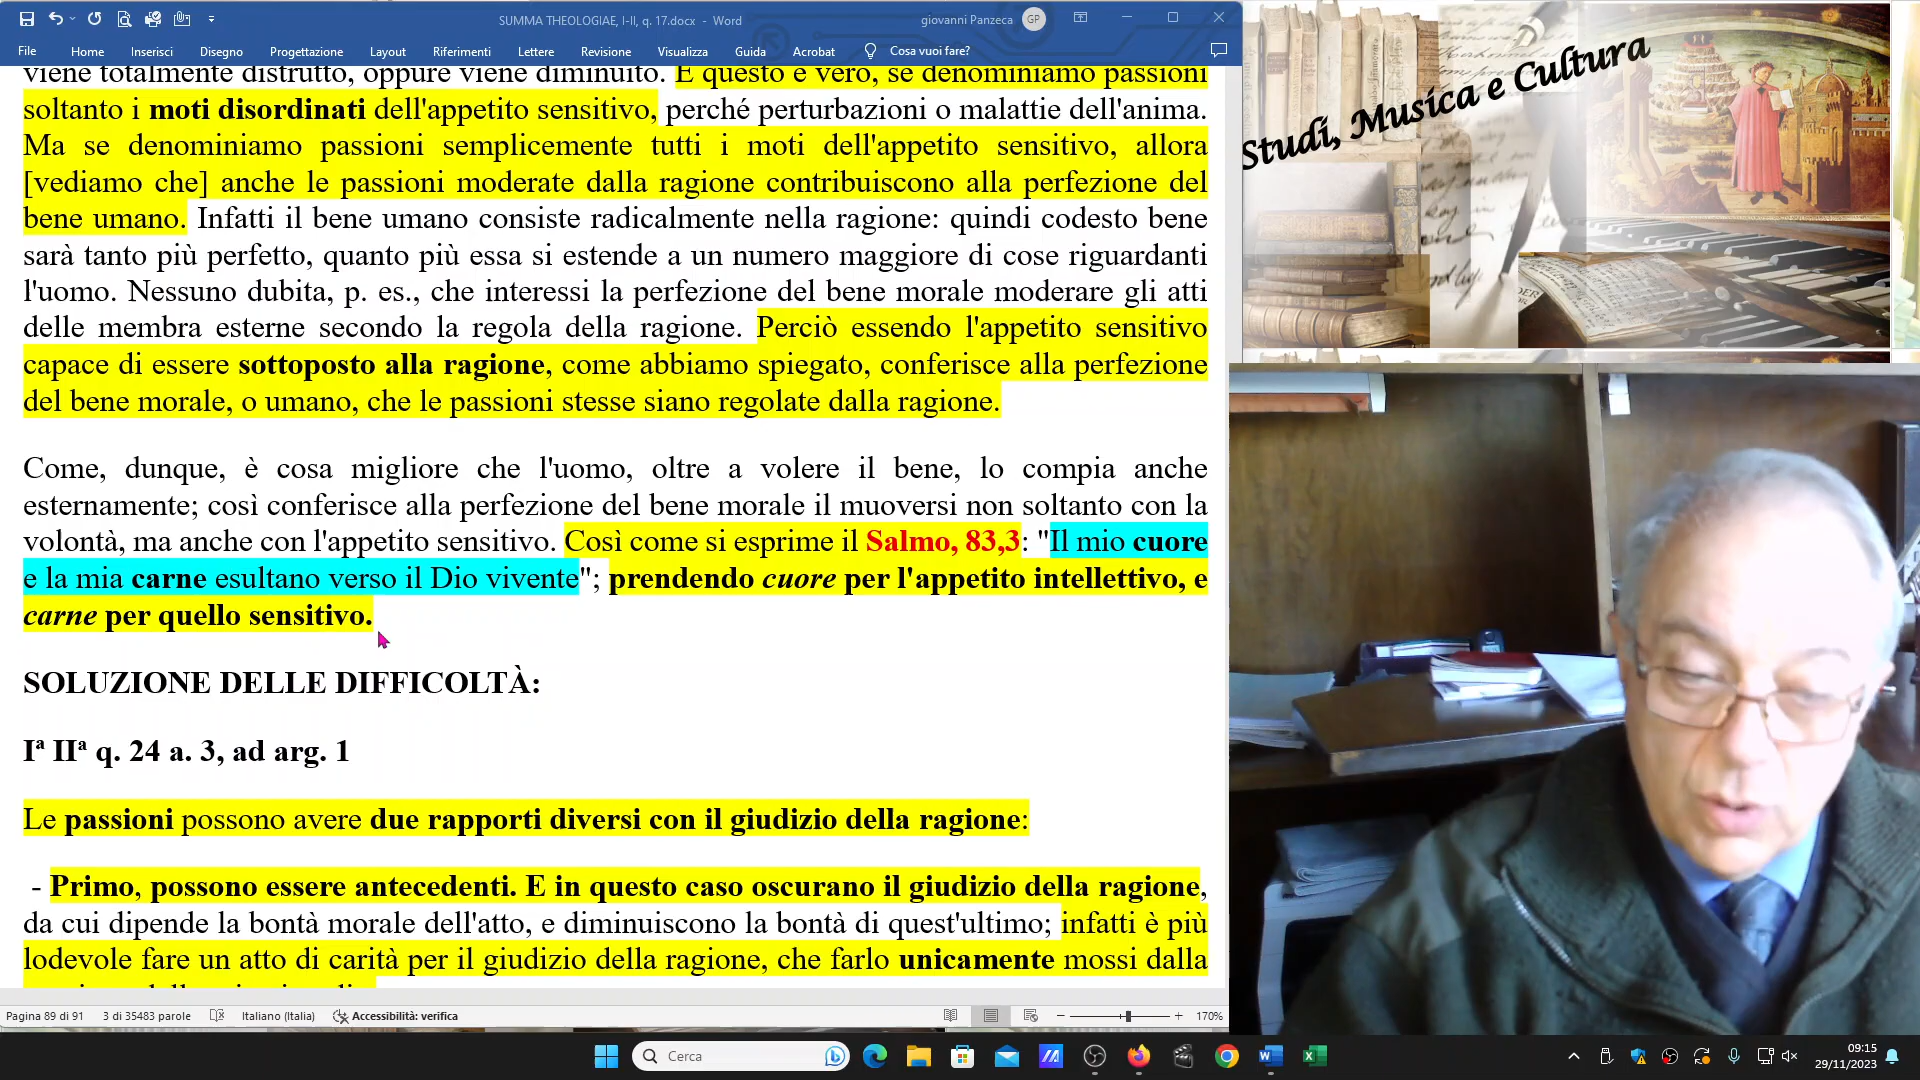 SUMMA THEOLOGIAE, I-II, q. 17.docx - Word
giovanni Panzeca
GP
File Home Inserisci Disegno Progettazione Layout Riferimenti Lettere Revisione Visualizza Guida Acrobat Cosa vuoi fare?
viene totalmente distrutto, oppure viene diminuito. E questo è vero, se denominiamo passioni
soltanto i moti disordinati dell'appetito sensitivo, perché perturbazioni o malattie dell'anima.
Ma se denominiamo passioni semplicemente tutti i moti dell'appetito sensitivo, allora
[vediamo che] anche le passioni moderate dalla ragione contribuiscono alla perfezione del
bene umano. Infatti il bene umano consiste radicalmente nella ragione: quindi codesto bene
sarà tanto più perfetto, quanto più essa si estende a un numero maggiore di cose riguardanti
l'uomo. Nessuno dubita, p. es., che interessi la perfezione del bene morale moderare gli atti
delle membra esterne secondo la regola della ragione. Perciò essendo l'appetito sensitivo
capace di essere sottoposto alla ragione, come abbiamo spiegato, conferisce alla perfezione
del bene morale, o umano, che le passioni stesse siano regolate dalla ragione.
Come, dunque, è cosa migliore che l'uomo, oltre a volere il bene, lo compia anche
esternamente; così conferisce alla perfezione del bene morale il muoversi non soltanto con la
volontà, ma anche con l'appetito sensitivo. Così come si esprime il Salmo, 83,3: "Il mio cuore
e la mia carne esultano verso il Dio vivente"; prendendo cuore per l'appetito intellettivo, e
carne per quello sensitivo.
SOLUZIONE DELLE DIFFICOLTÀ:
Iª IIª q. 24 a. 3, ad arg. 1
Le passioni possono avere due rapporti diversi con il giudizio della ragione:
- Primo, possono essere antecedenti. E in questo caso oscurano il giudizio della ragione,
da cui dipende la bontà morale dell'atto, e diminuiscono la bontà di quest'ultimo; infatti è più
lodevole fare un atto di carità per il giudizio della ragione, che farlo unicamente mossi dalla
Pagina 89 di 91 3 di 35483 parole Italiano (Italia) Accessibilità: verifica 170%
Studi, Musica e Cultura
Cerca
09:15
29/11/2023